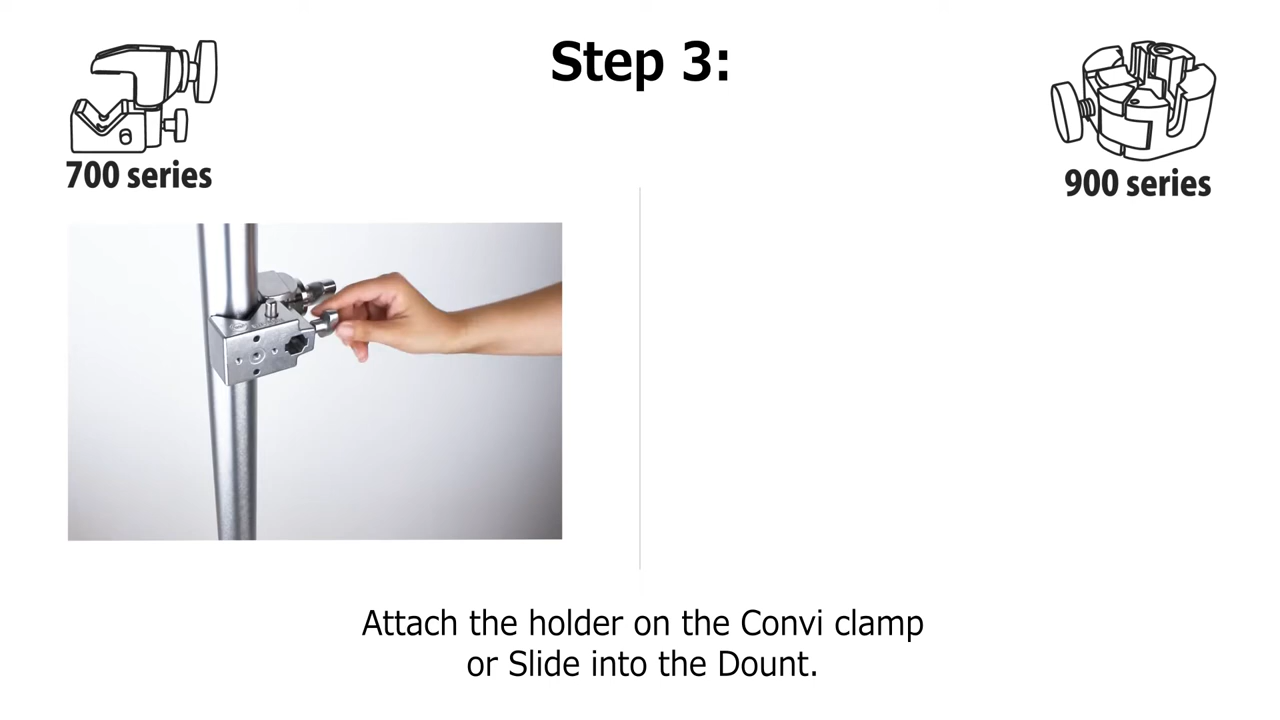 Step 3:
700 series
900 series
Attach the holder on the Convi clamp
or Slide into the Dount.